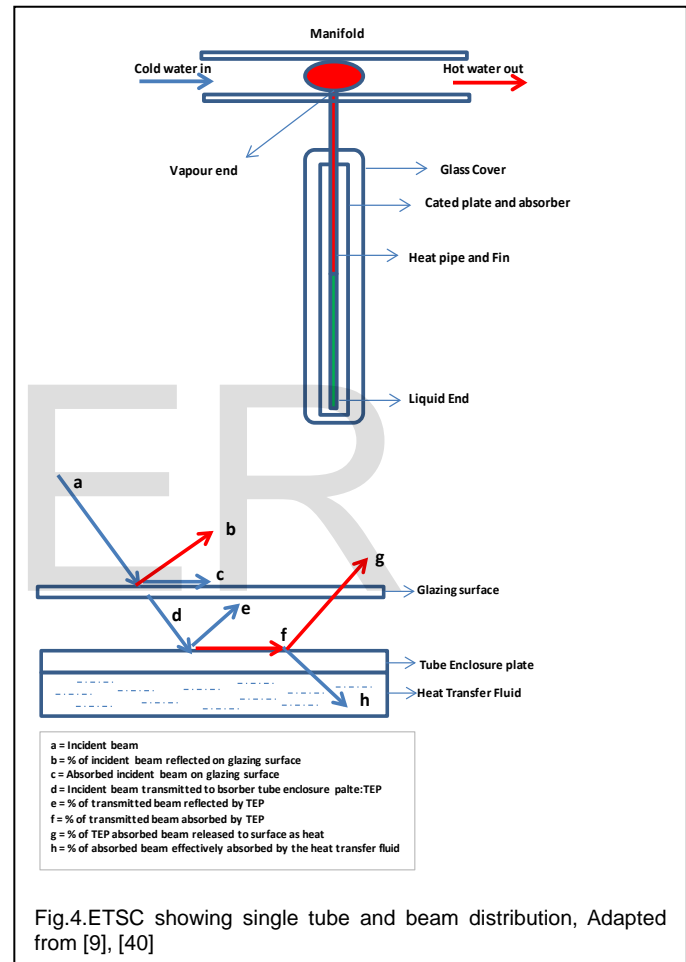 Manifold
Cold water in
Hot water out
Vapour end
Glass Cover
Cated plate and absorber
Heat pipe and Fin
Liquid End
ER
a
b
c
g
d
e
f
h
Glazing surface
Tube Enclosure plate
Heat Transfer Fluid
a = Incident beam
b = % of incident beam reflected on glazing surface
c = Absorbed incident beam on glazing surface
d = Incident beam transmitted to bsorber tube enclosure palte:TEP
e = % of transmitted beam reflected by TEP
f = % of transmitted beam absorbed by TEP
g = % of TEP absorbed beam released to surface as heat
h = % of absorbed beam effectively absorbed by the heat transfer fluid
Fig.4.ETSC showing single tube and beam distribution, Adapted
from [9], [40]